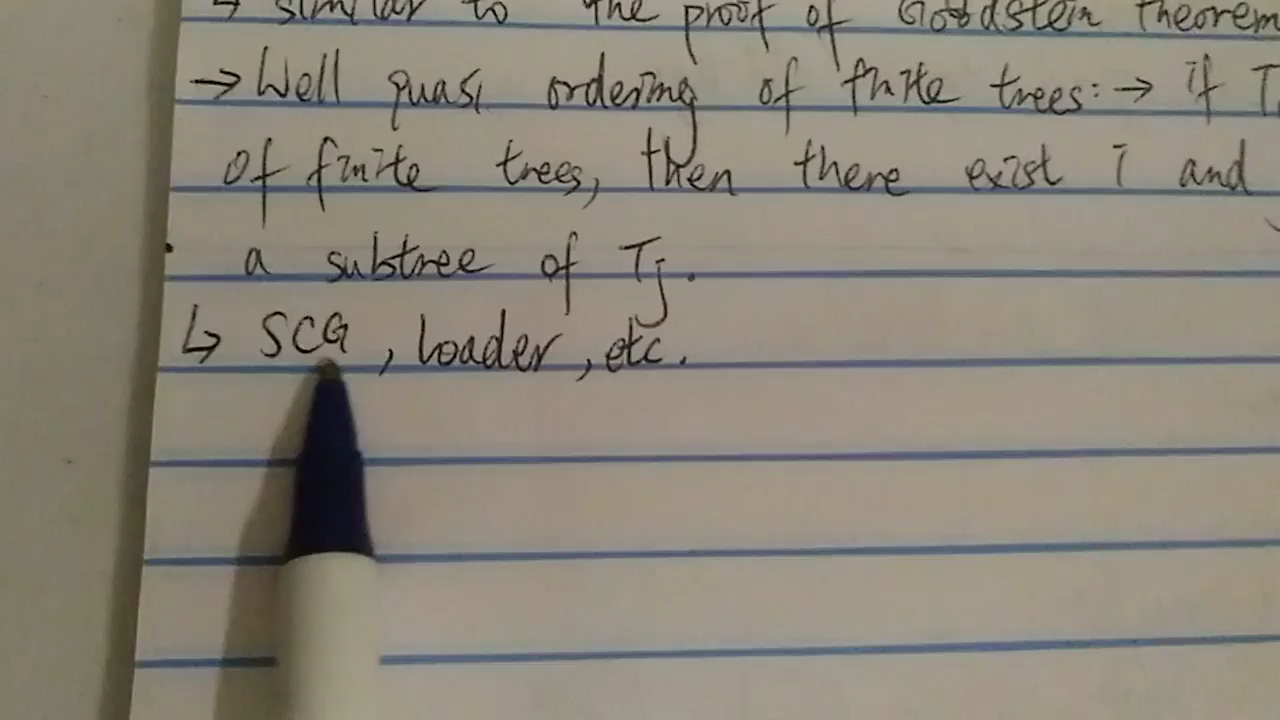 ↳ similar to the proof of Goodstein theorem
→ Well quasi ordering of finite trees: → if T
of finite trees, then there exist i and
a subtree of Tj.
↳ SCG, loader, etc.